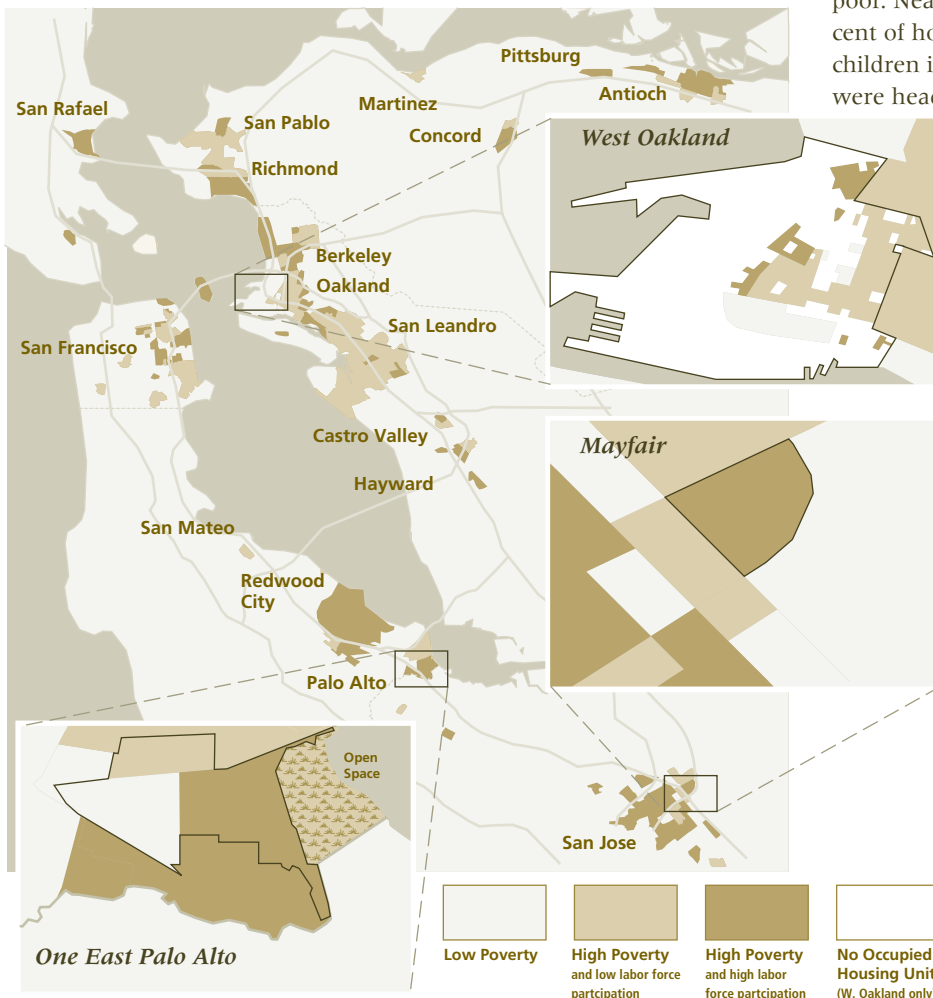 poor. Nea
cent of ho
children i
were head
Pittsburg
Antioch
San Rafael
Martinez
San Pablo
Concord
Richmond
West Oakland
Berkeley
Oakland
San Leandro
San Francisco
Castro Valley
Hayward
Mayfair
San Mateo
Redwood
City
Palo Alto
Open
Space
San Jose
One East Palo Alto
Low Poverty
High Poverty
and low labor force
partcipation
High Poverty
and high labor
force partcipation
No Occupied
Housing Unit
(W. Oakland only